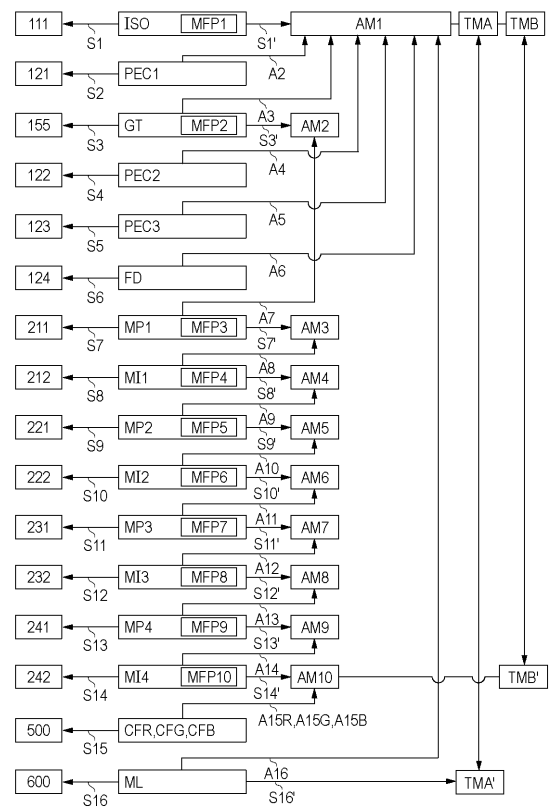 111 ISO MFP1 AM1 TMA TMB
S1 S1'
121 PEC1 A2
S2
155 GT MFP2 A3 AM2
S3 S3'
122 PEC2 A4
S4
123 PEC3 A5
S5
124 FD A6
S6
211 MP1 MFP3 A7 AM3
S7 S7'
212 MI1 MFP4 A8 AM4
S8 S8'
221 MP2 MFP5 A9 AM5
S9 S9'
222 MI2 MFP6 A10 AM6
S10 S10'
231 MP3 MFP7 A11 AM7
S11 S11'
232 MI3 MFP8 A12 AM8
S12 S12'
241 MP4 MFP9 A13 AM9
S13 S13'
242 MI4 MFP10 A14 AM10 TMB'
S14 S14'
500 CFR,CFG,CFB A15R,A15G,A15B
S15
600 ML A16 TMA'
S16 S16'